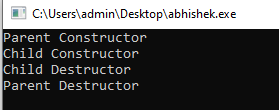 C:\Users\admin\Desktop\abhishek.exe
Parent Constructor
Child Constructor
Child Destructor
Parent Destructor